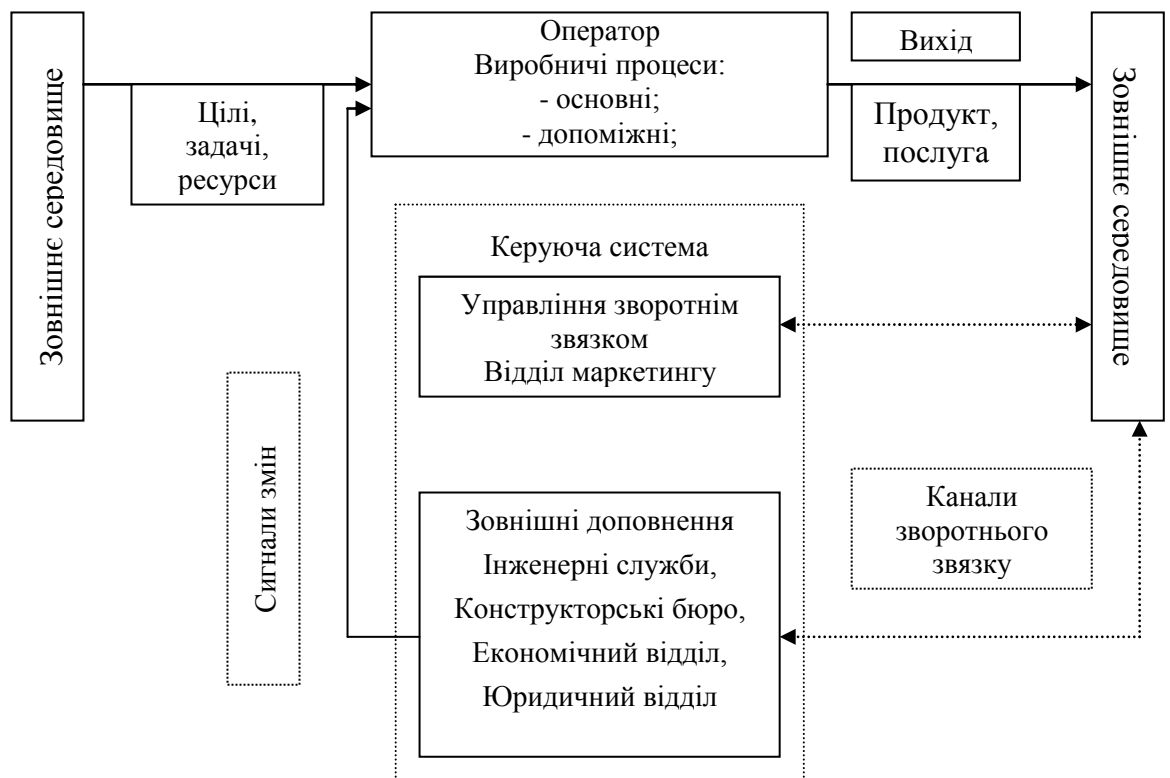 Зовнішнє середовище
Цілі,
задачі,
ресурси
Оператор
Виробничі процеси:
- основні;
- допоміжні;
Вихід
Продукт,
послуга
Зовнішнє середовище
Керуюча система
Управління зворотнім
звязком
Відділ маркетингу
Сигнали змін
Зовнішні доповнення
Інженерні служби,
Конструкторські бюро,
Економічний відділ,
Юридичний відділ
Канали
зворотнього
звязку